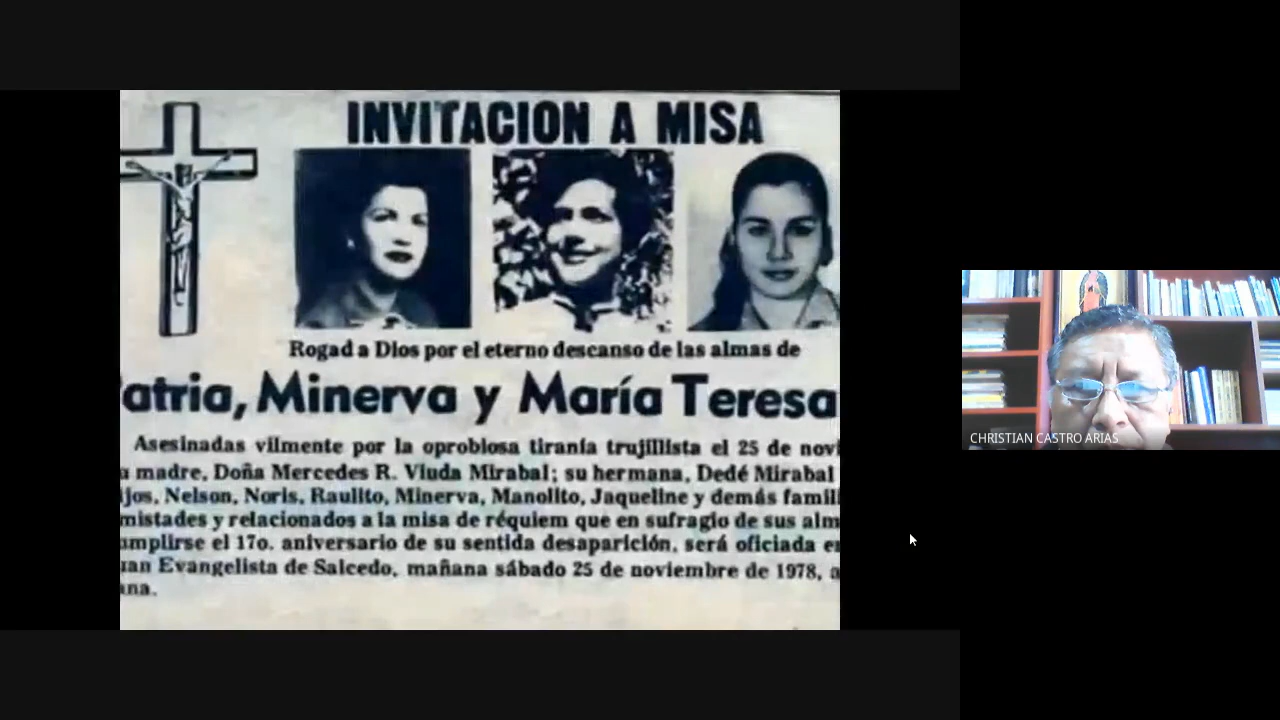 INVITACION A MISA
Rogad a Dios por el eterno descanso de las almas de
atria, Minerva y María Teresa
Asesinadas vilmente por la oprobiosa tiranía trujillista el 25 de novi
a madre, Doña Mercedes R. Viuda Mirabal; su hermana, Dedé Mirabal
ijos, Nelson, Noris, Raulito, Minerva, Manolito, Jaqueline y demás famili
mistades y relacionados a la misa de réquiem que en sufragio de sus alm
umplirse el 17o. aniversario de su sentida desaparición, será oficiada en
uan Evangelista de Salcedo, mañana sábado 25 de noviembre de 1978, a
ana.
CHRISTIAN CASTRO ARIAS